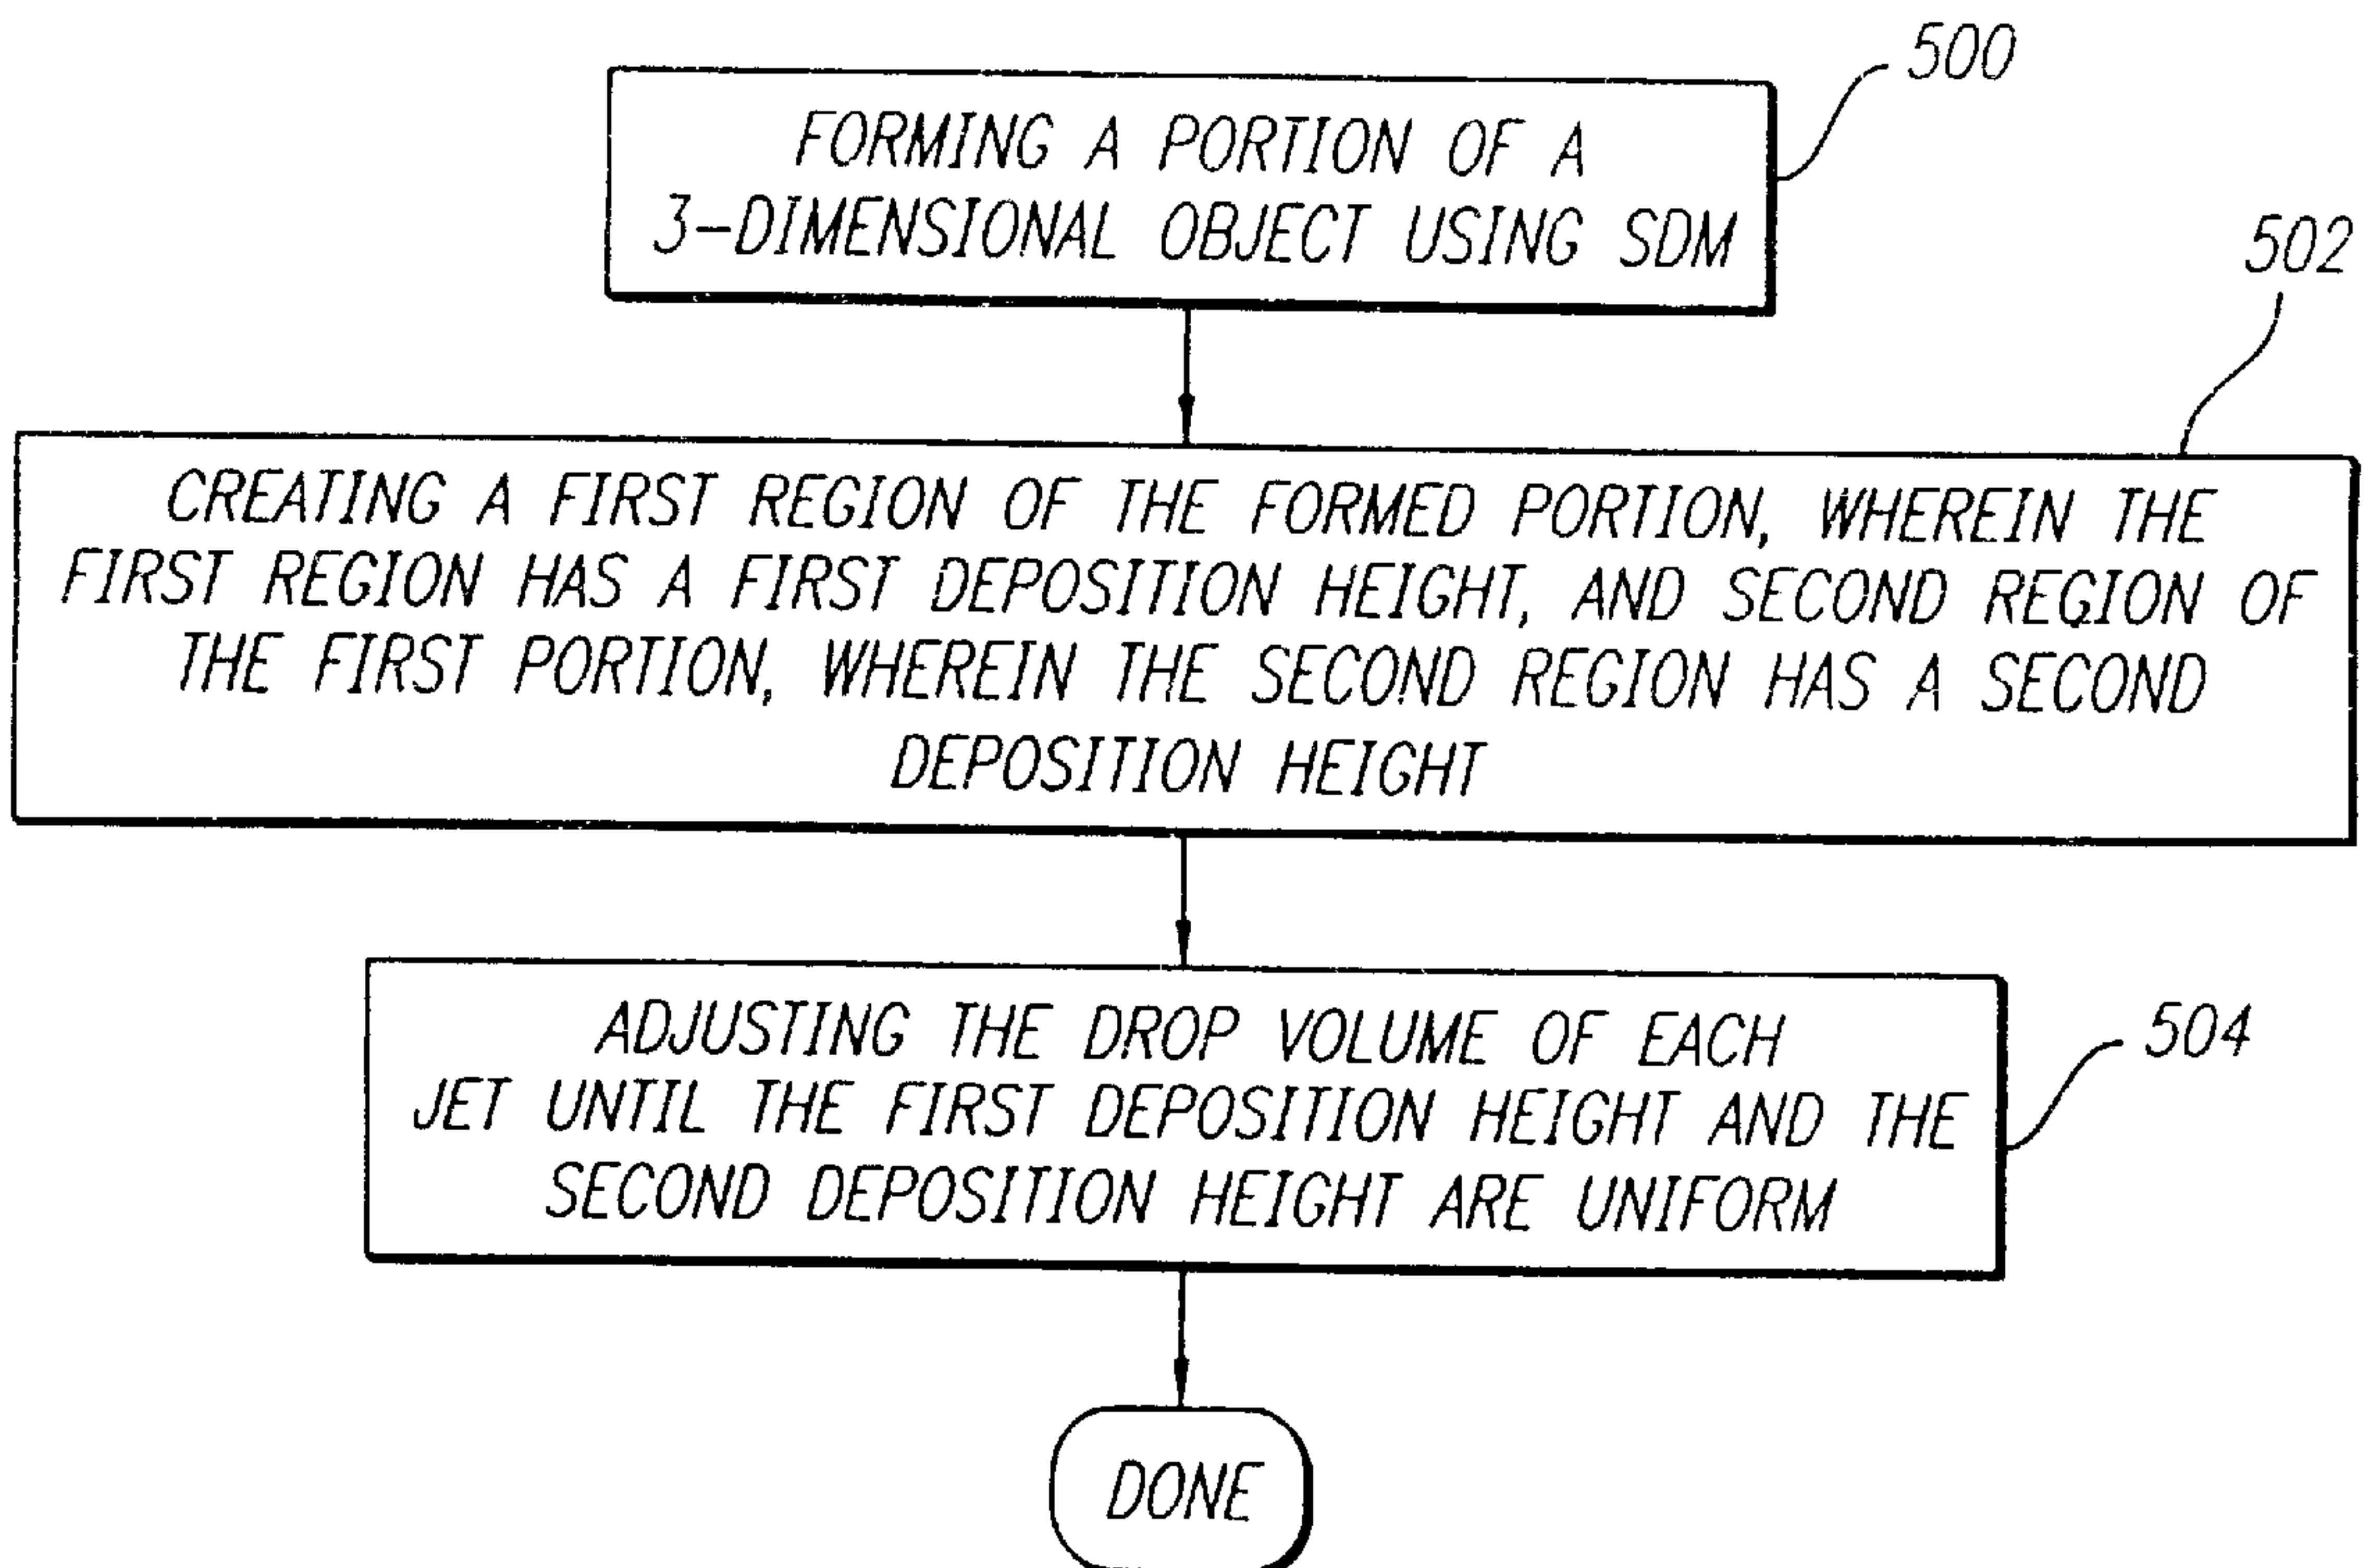 500
FORMING A PORTION OF A
3-DIMENSIONAL OBJECT USING SDM
502
CREATING A FIRST REGION OF THE FORMED PORTION, WHEREIN THE
FIRST REGION HAS A FIRST DEPOSITION HEIGHT, AND SECOND REGION OF
THE FIRST PORTION, WHEREIN THE SECOND REGION HAS A SECOND
DEPOSITION HEIGHT
ADJUSTING THE DROP VOLUME OF EACH
JET UNTIL THE FIRST DEPOSITION HEIGHT AND THE
SECOND DEPOSITION HEIGHT ARE UNIFORM
504
DONE